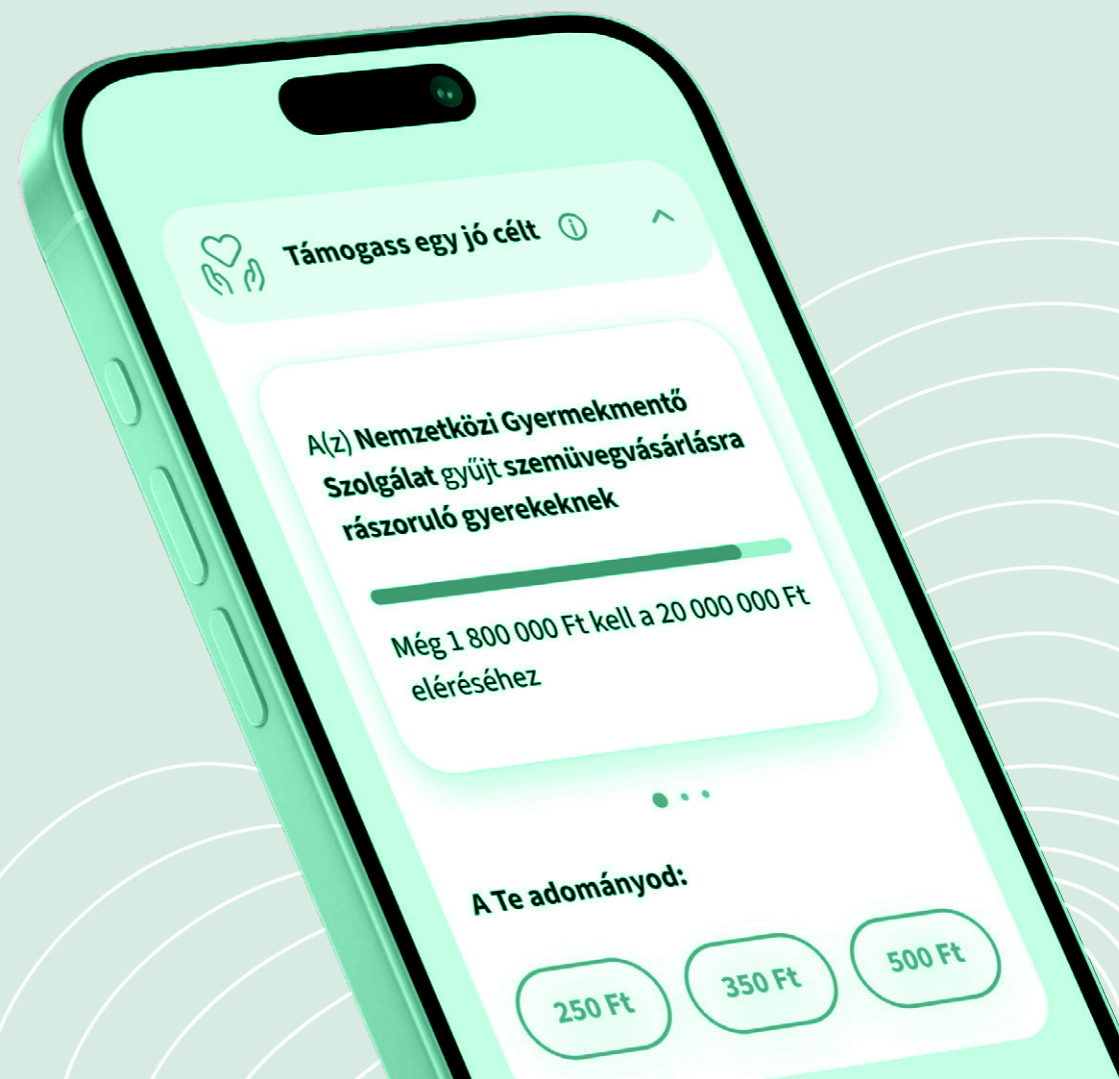 Támogass egy jó célt
A(z) Nemzetközi Gyermekmentő
Szolgálat gyűjt szemüvegvásárlásra
rászoruló gyerekeknek
Még 1 800 000 Ft kell a 20 000 000 Ft
eléréséhez
A Te adományod:
250 Ft
350 Ft
500 Ft